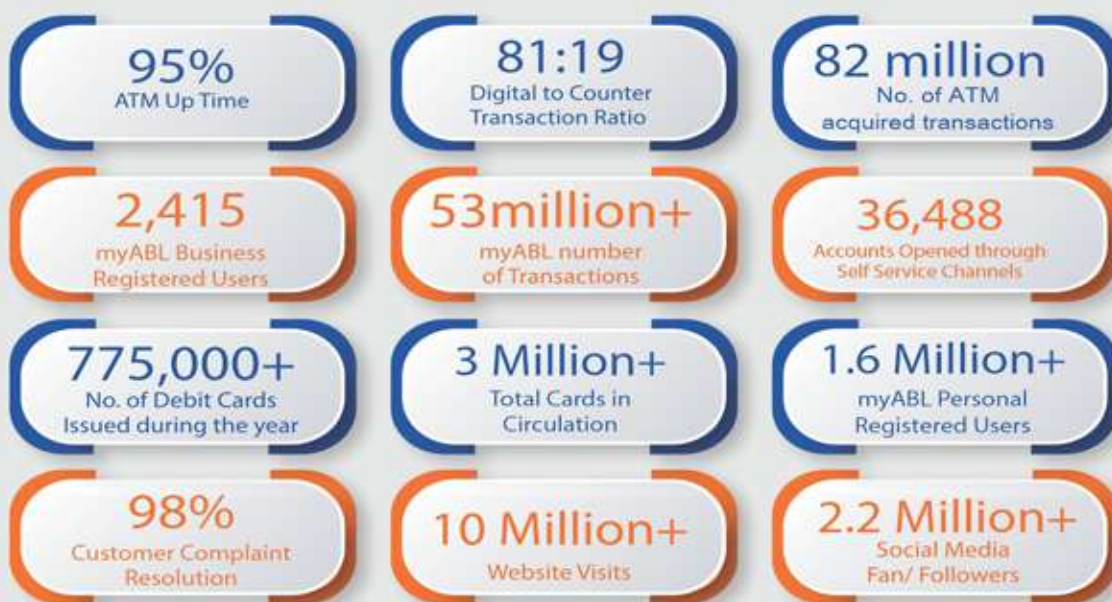 95%
ATM Up Time
81:19
Digital to Counter
Transaction Ratio
82 million
No. of ATM
acquired transactions
2,415
myABL Business
Registered Users
53million+
myABL number
of Transactions
36,488
Accounts Opened through
Self Service Channels
775,000+
No. of Debit Cards
Issued during the year
3 Million+
Total Cards in
Circulation
1.6 Million+
myABL Personal
Registered Users
98%
Customer Complaint
Resolution
10 Million+
Website Visits
2.2 Million+
Social Media
Fan/ Followers